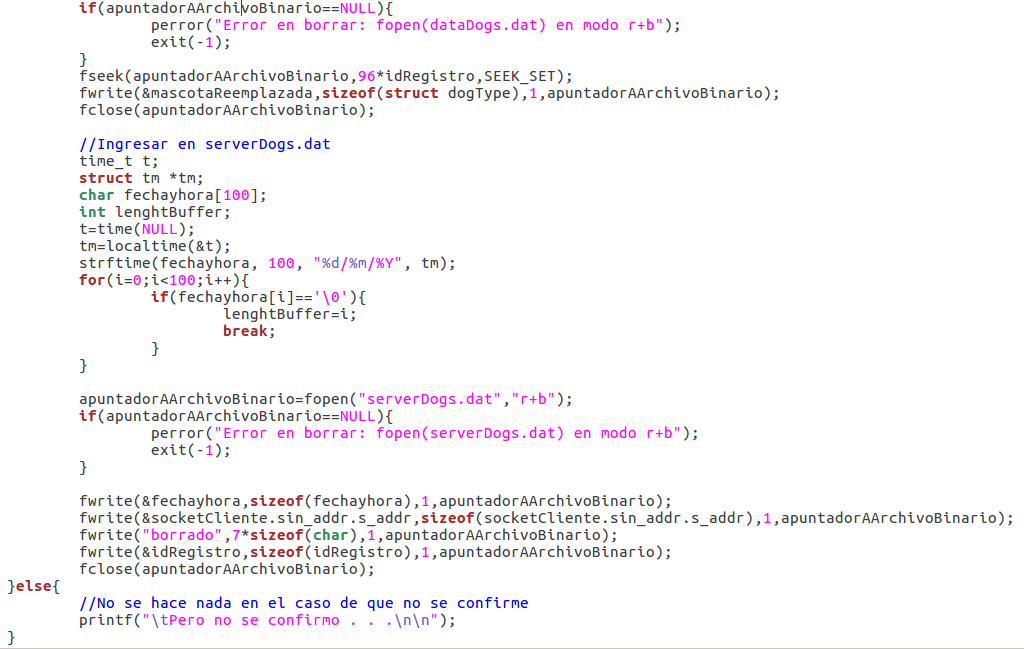 if(apuntadorAArchivoBinario==NULL){
perror("Error en borrar: fopen(dataDogs.dat) en modo r+b");
exit(-1);
}
fseek(apuntadorAArchivoBinario,96*idRegistro,SEEK_SET);
fwrite(&mascotaReemplazada,sizeof(struct dogType),1,apuntadorAArchivoBinario);
fclose(apuntadorAArchivoBinario);
//Ingresar en serverDogs.dat
time_t t;
struct tm *tm;
char fechayhora[100];
int lenghtBuffer;
t=time(NULL);
tm=localtime(&t);
strftime(fechayhora, 100, "%d/%m/%Y", tm);
for(i=0;i<100;i++){
if(fechayhora[i]=='\0'){
lenghtBuffer=i;
break;
}
}
apuntadorAArchivoBinario=fopen("serverDogs.dat","r+b");
if(apuntadorAArchivoBinario==NULL){
perror("Error en borrar: fopen(serverDogs.dat) en modo r+b");
exit(-1);
}
fwrite(&fechayhora,sizeof(fechayhora),1,apuntadorAArchivoBinario);
fwrite(&socketCliente.sin_addr.s_addr,sizeof(socketCliente.sin_addr.s_addr),1,apuntadorAArchivoBinario);
fwrite("borrado",7*sizeof(char),1,apuntadorAArchivoBinario);
fwrite(&idRegistro,sizeof(idRegistro),1,apuntadorAArchivoBinario);
fclose(apuntadorAArchivoBinario);
}else{
//No se hace nada en el caso de que no se confirme
printf("\tPero no se confirmo . . .\n\n");
}